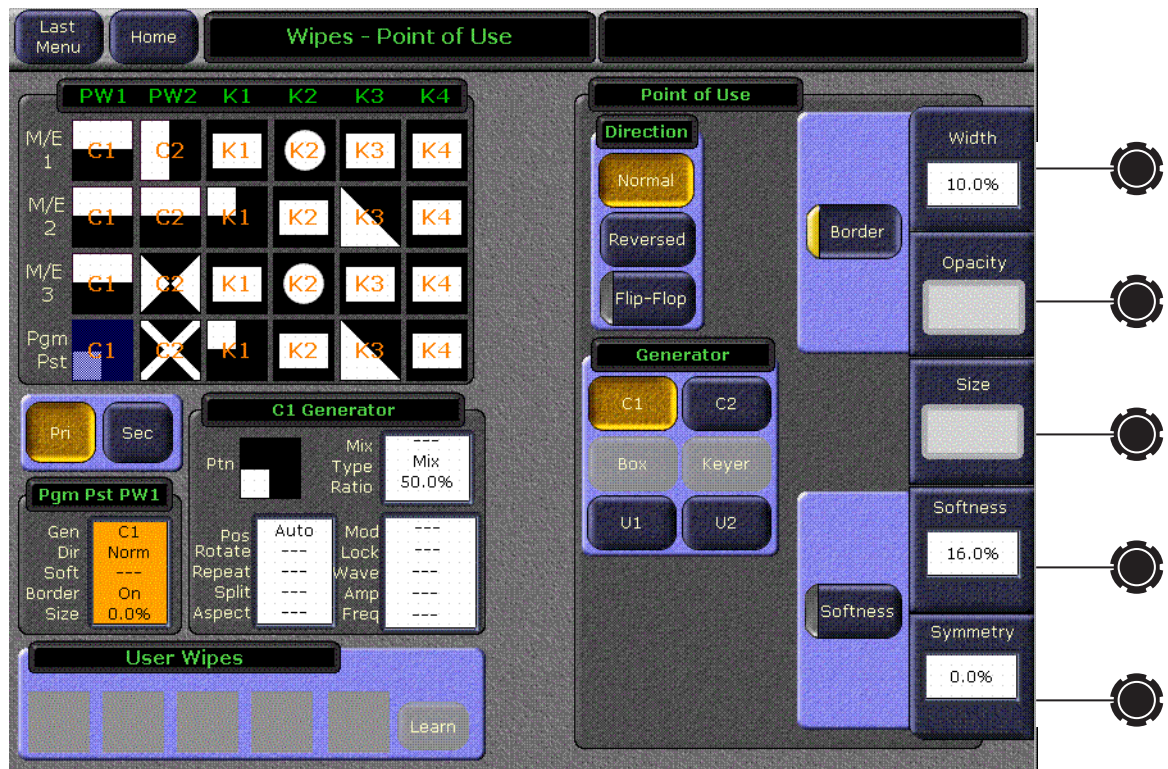 Last Menu
Home
Wipes - Point of Use
PW1 PW2 K1 K2 K3 K4
M/E 1
C1 C2 K1 K2 K3 K4
M/E 2
C1 C2 K1 K2 K3 K4
M/E 3
C1 C2 K1 K2 K3 K4
Pgm Pst
C1 C2 K1 K2 K3 K4
Pri
Sec
Pgm Pst PW1
Gen C1
Dir Norm
Soft ---
Border On
Size 0.0%
C1 Generator
Ptn
Mix ---
Type Mix
Ratio 50.0%
Pos Auto
Rotate ---
Repeat ---
Split ---
Aspect ---
Mod ---
Lock ---
Wave ---
Amp ---
Freq ---
User Wipes
Learn
Point of Use
Direction
Normal
Reversed
Flip-Flop
Generator
C1
C2
Box
Keyer
U1
U2
Border
Softness
Width
10.0%
Opacity
Size
Softness
16.0%
Symmetry
0.0%